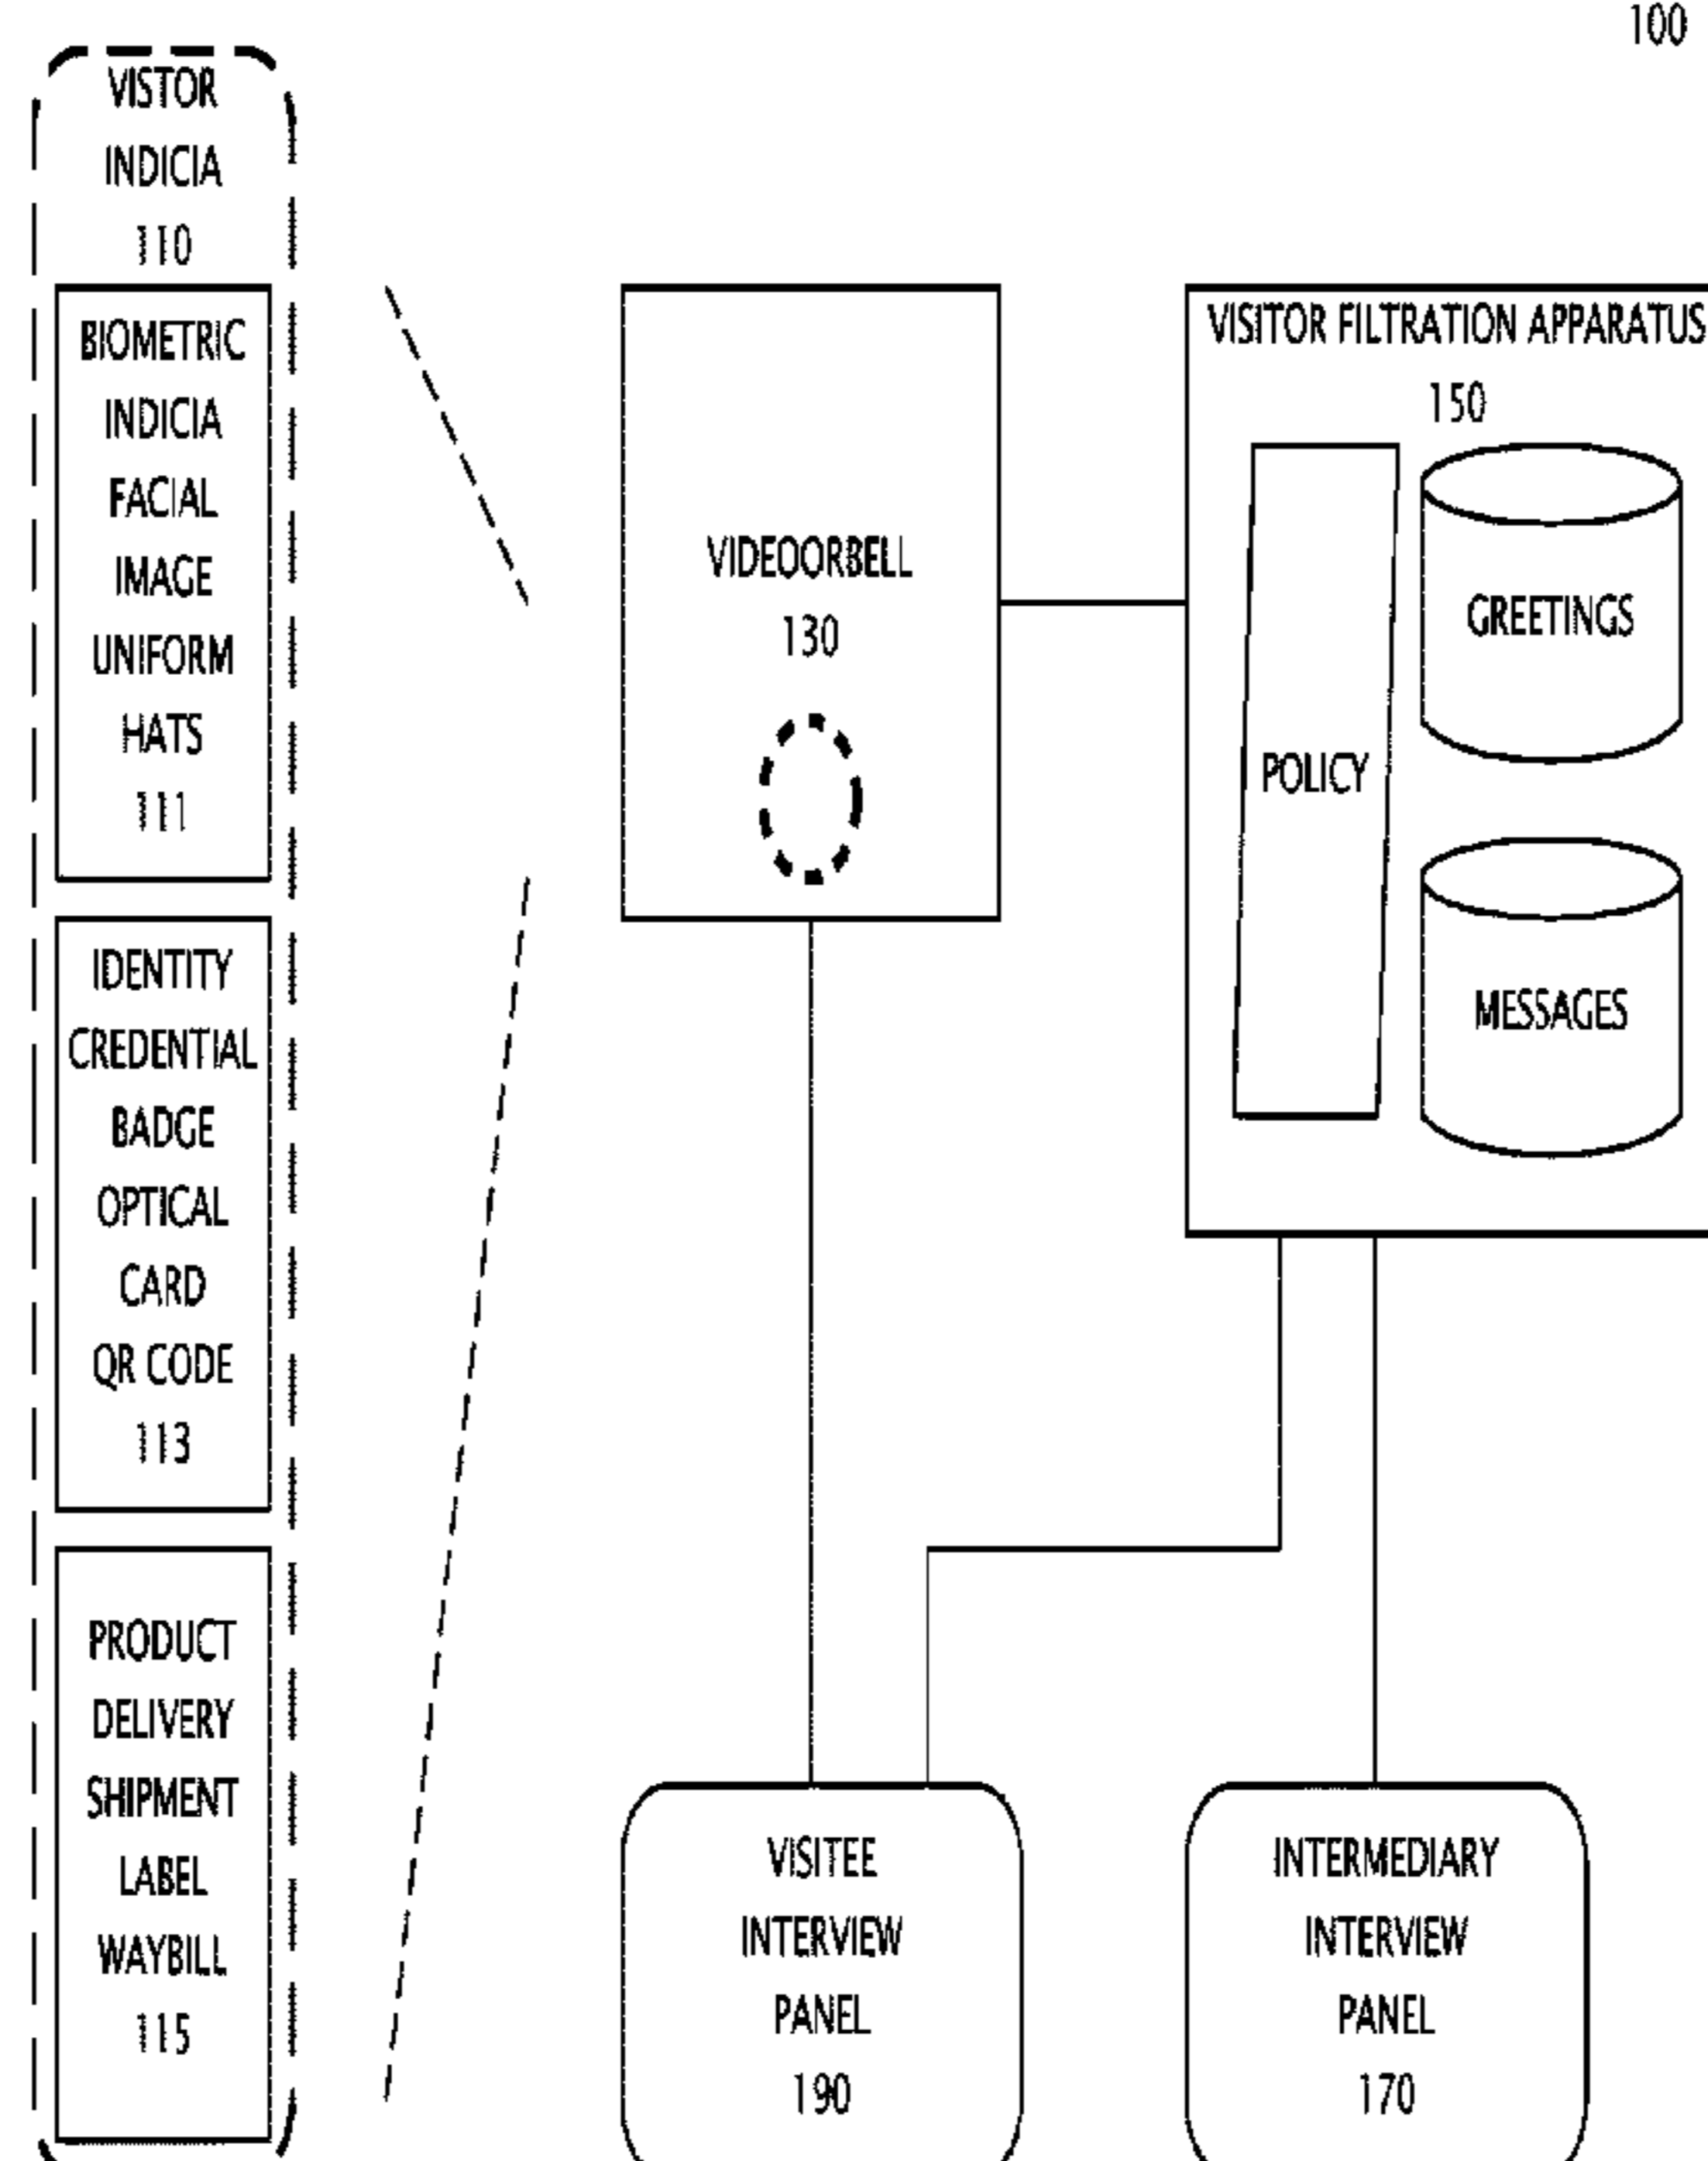 100
VISTOR
INDICIA
110
BIOMETRIC
INDICIA
FACIAL
IMAGE
UNIFORM
HATS
111
IDENTITY
CREDENTIAL
BADGE
OPTICAL
CARD
QR CODE
113
PRODUCT
DELIVERY
SHIPMENT
LABEL
WAYBILL
115
VIDEOORBELL
130
VISITOR FILTRATION APPARATUS
150
POLICY
GREETINGS
MESSAGES
VISITEE
INTERVIEW
PANEL
190
INTERMEDIARY
INTERVIEW
PANEL
170